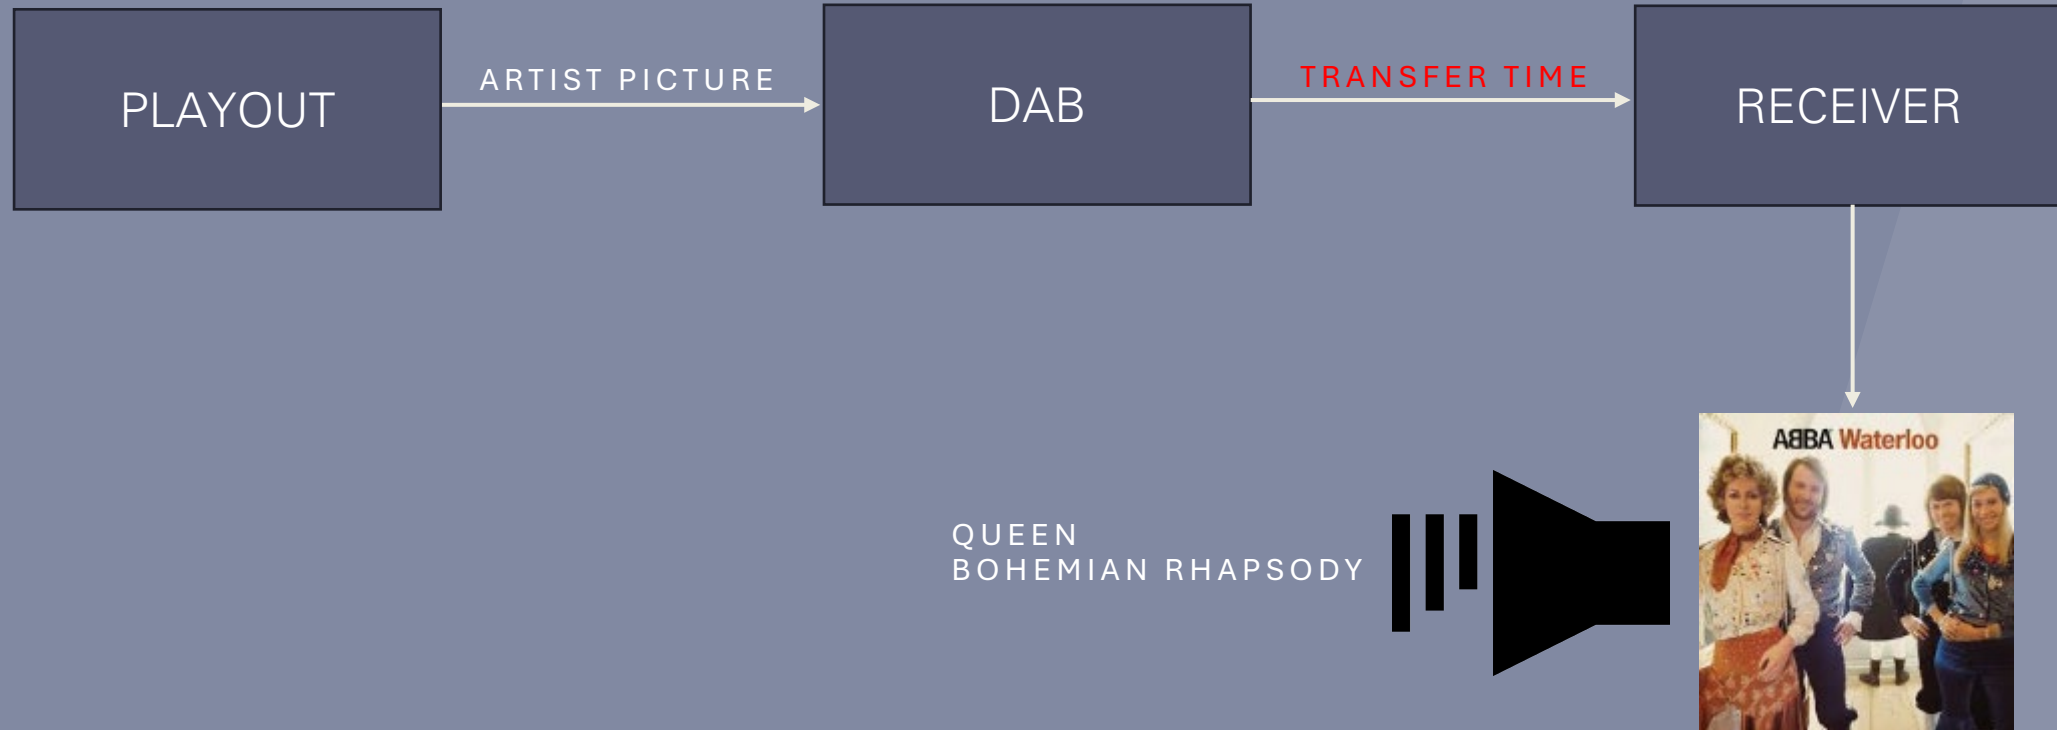 PLAYOUT
ARTIST PICTURE
DAB
TRANSFER TIME
RECEIVER
ABBA Waterloo
QUEEN
BOHEMIAN RHAPSODY